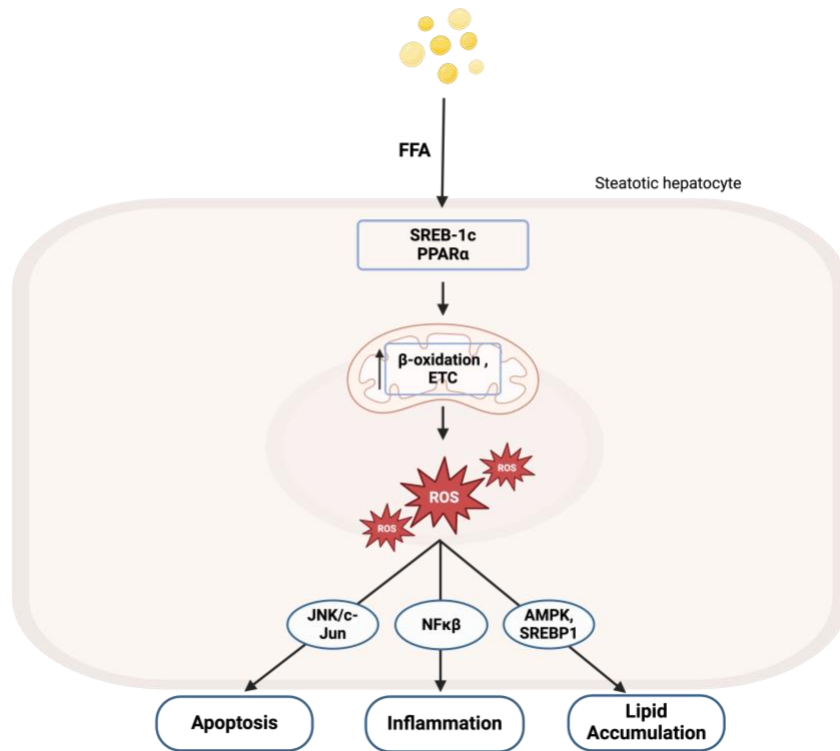 FFA
Steatotic hepatocyte
SREB-1c
PPARα
β-oxidation ,
ETC
ROS
ROS
ROS
JNK/c-
Jun
NFκβ
AMPK,
SREBP1
Apoptosis
Inflammation
Lipid
Accumulation